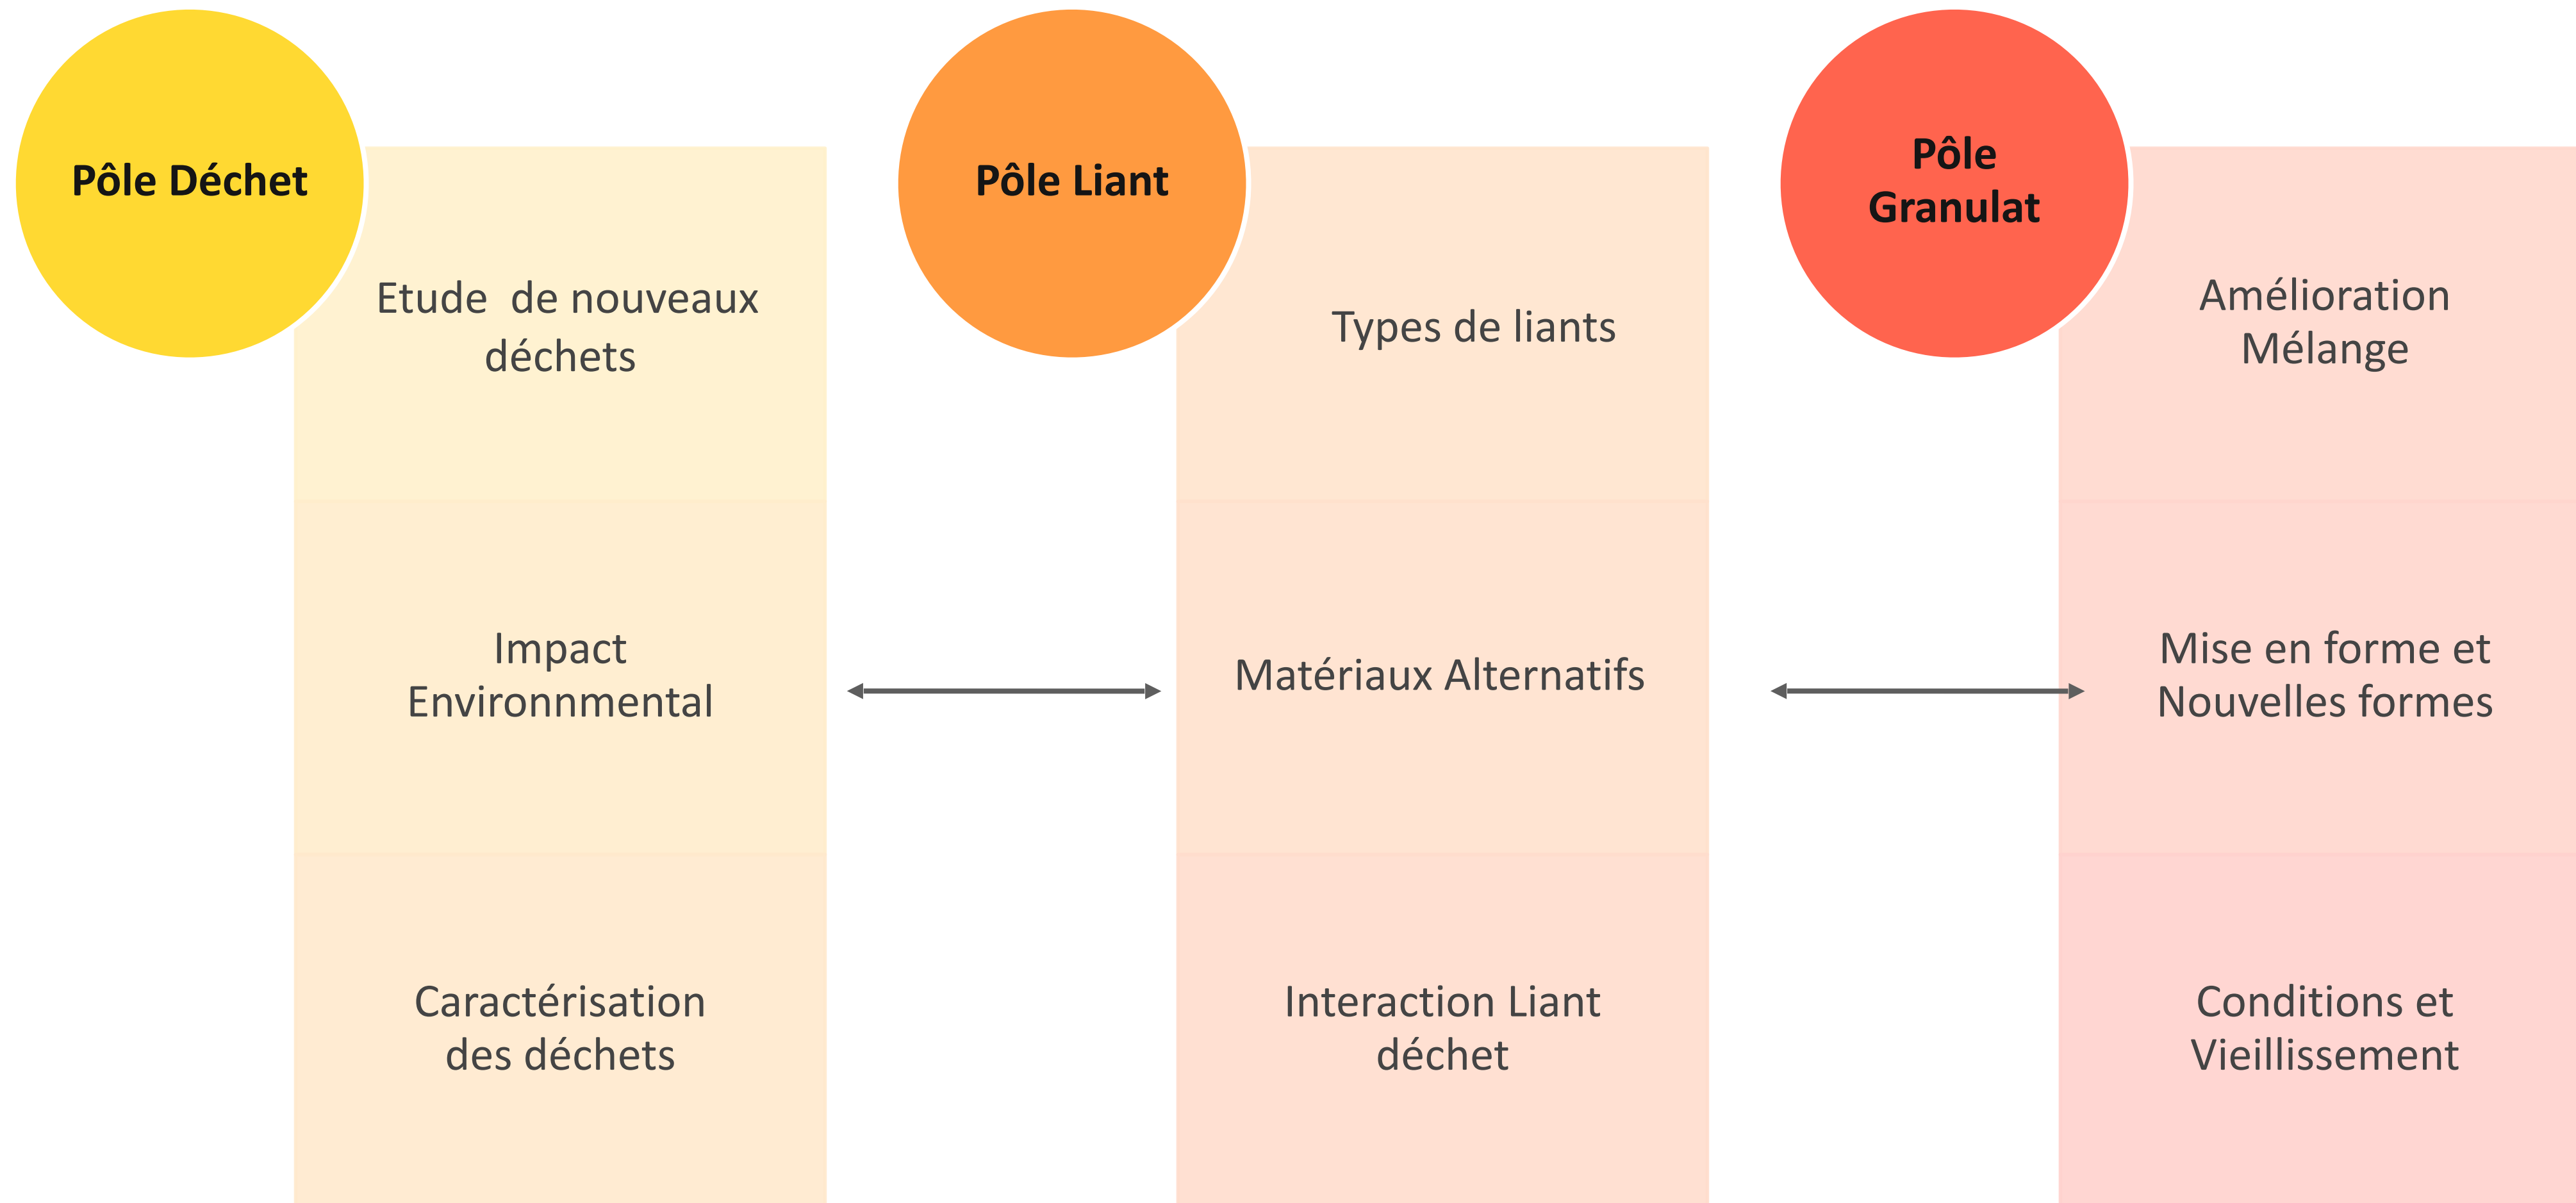 Pôle Déchet
Etude  de nouveaux
déchets
Impact
Environnmental
Caractérisation
des déchets
Pôle Liant
Types de liants
Matériaux Alternatifs
Interaction Liant
déchet
Pôle
Granulat
Amélioration
Mélange
Mise en forme et
Nouvelles formes
Conditions et
Vieillissement